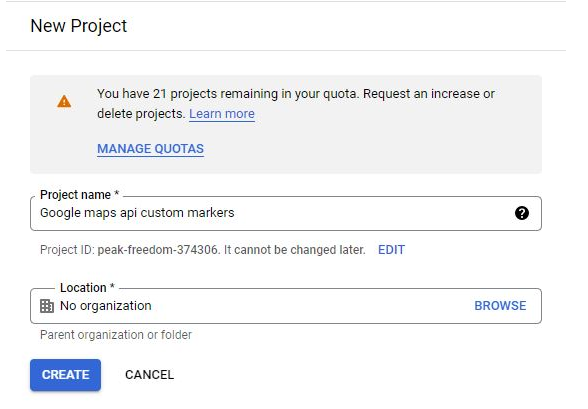 New Project
You have 21 projects remaining in your quota. Request an increase or
delete projects. Learn more
MANAGE QUOTAS
Project name *
Google maps api custom markers
Project ID: peak-freedom-374306. It cannot be changed later. EDIT
Location *
No organization BROWSE
Parent organization or folder
CREATE CANCEL